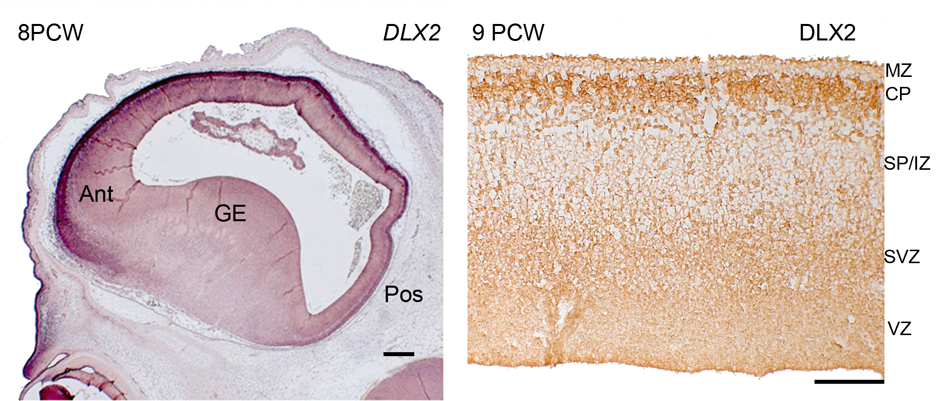 8PCW
DLX2
Ant
GE
Pos
9 PCW
DLX2
MZ
CP
SP/IZ
SVZ
VZ